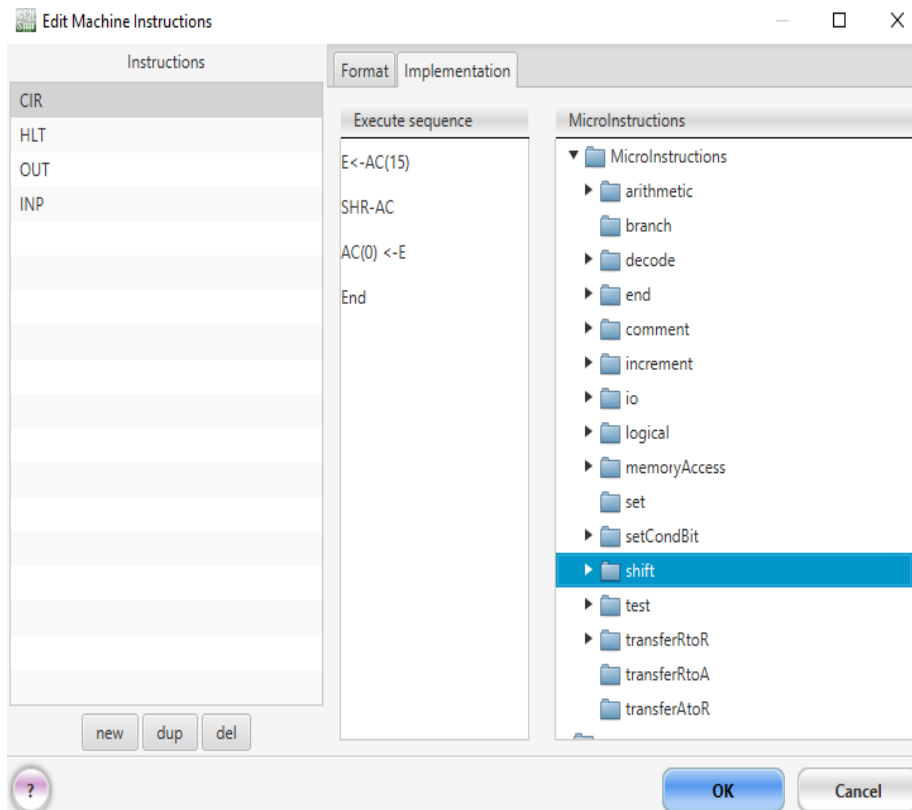 Edit Machine Instructions
Instructions
CIR
HLT
OUT
INP
new dup del
Format Implementation
Execute sequence
E<-AC(15)
SHR-AC
AC(0) <-E
End
MicroInstructions
MicroInstructions
arithmetic
branch
decode
end
comment
increment
io
logical
memoryAccess
set
setCondBit
shift
test
transferRtoR
transferRtoA
transferAtoR
?
OK Cancel